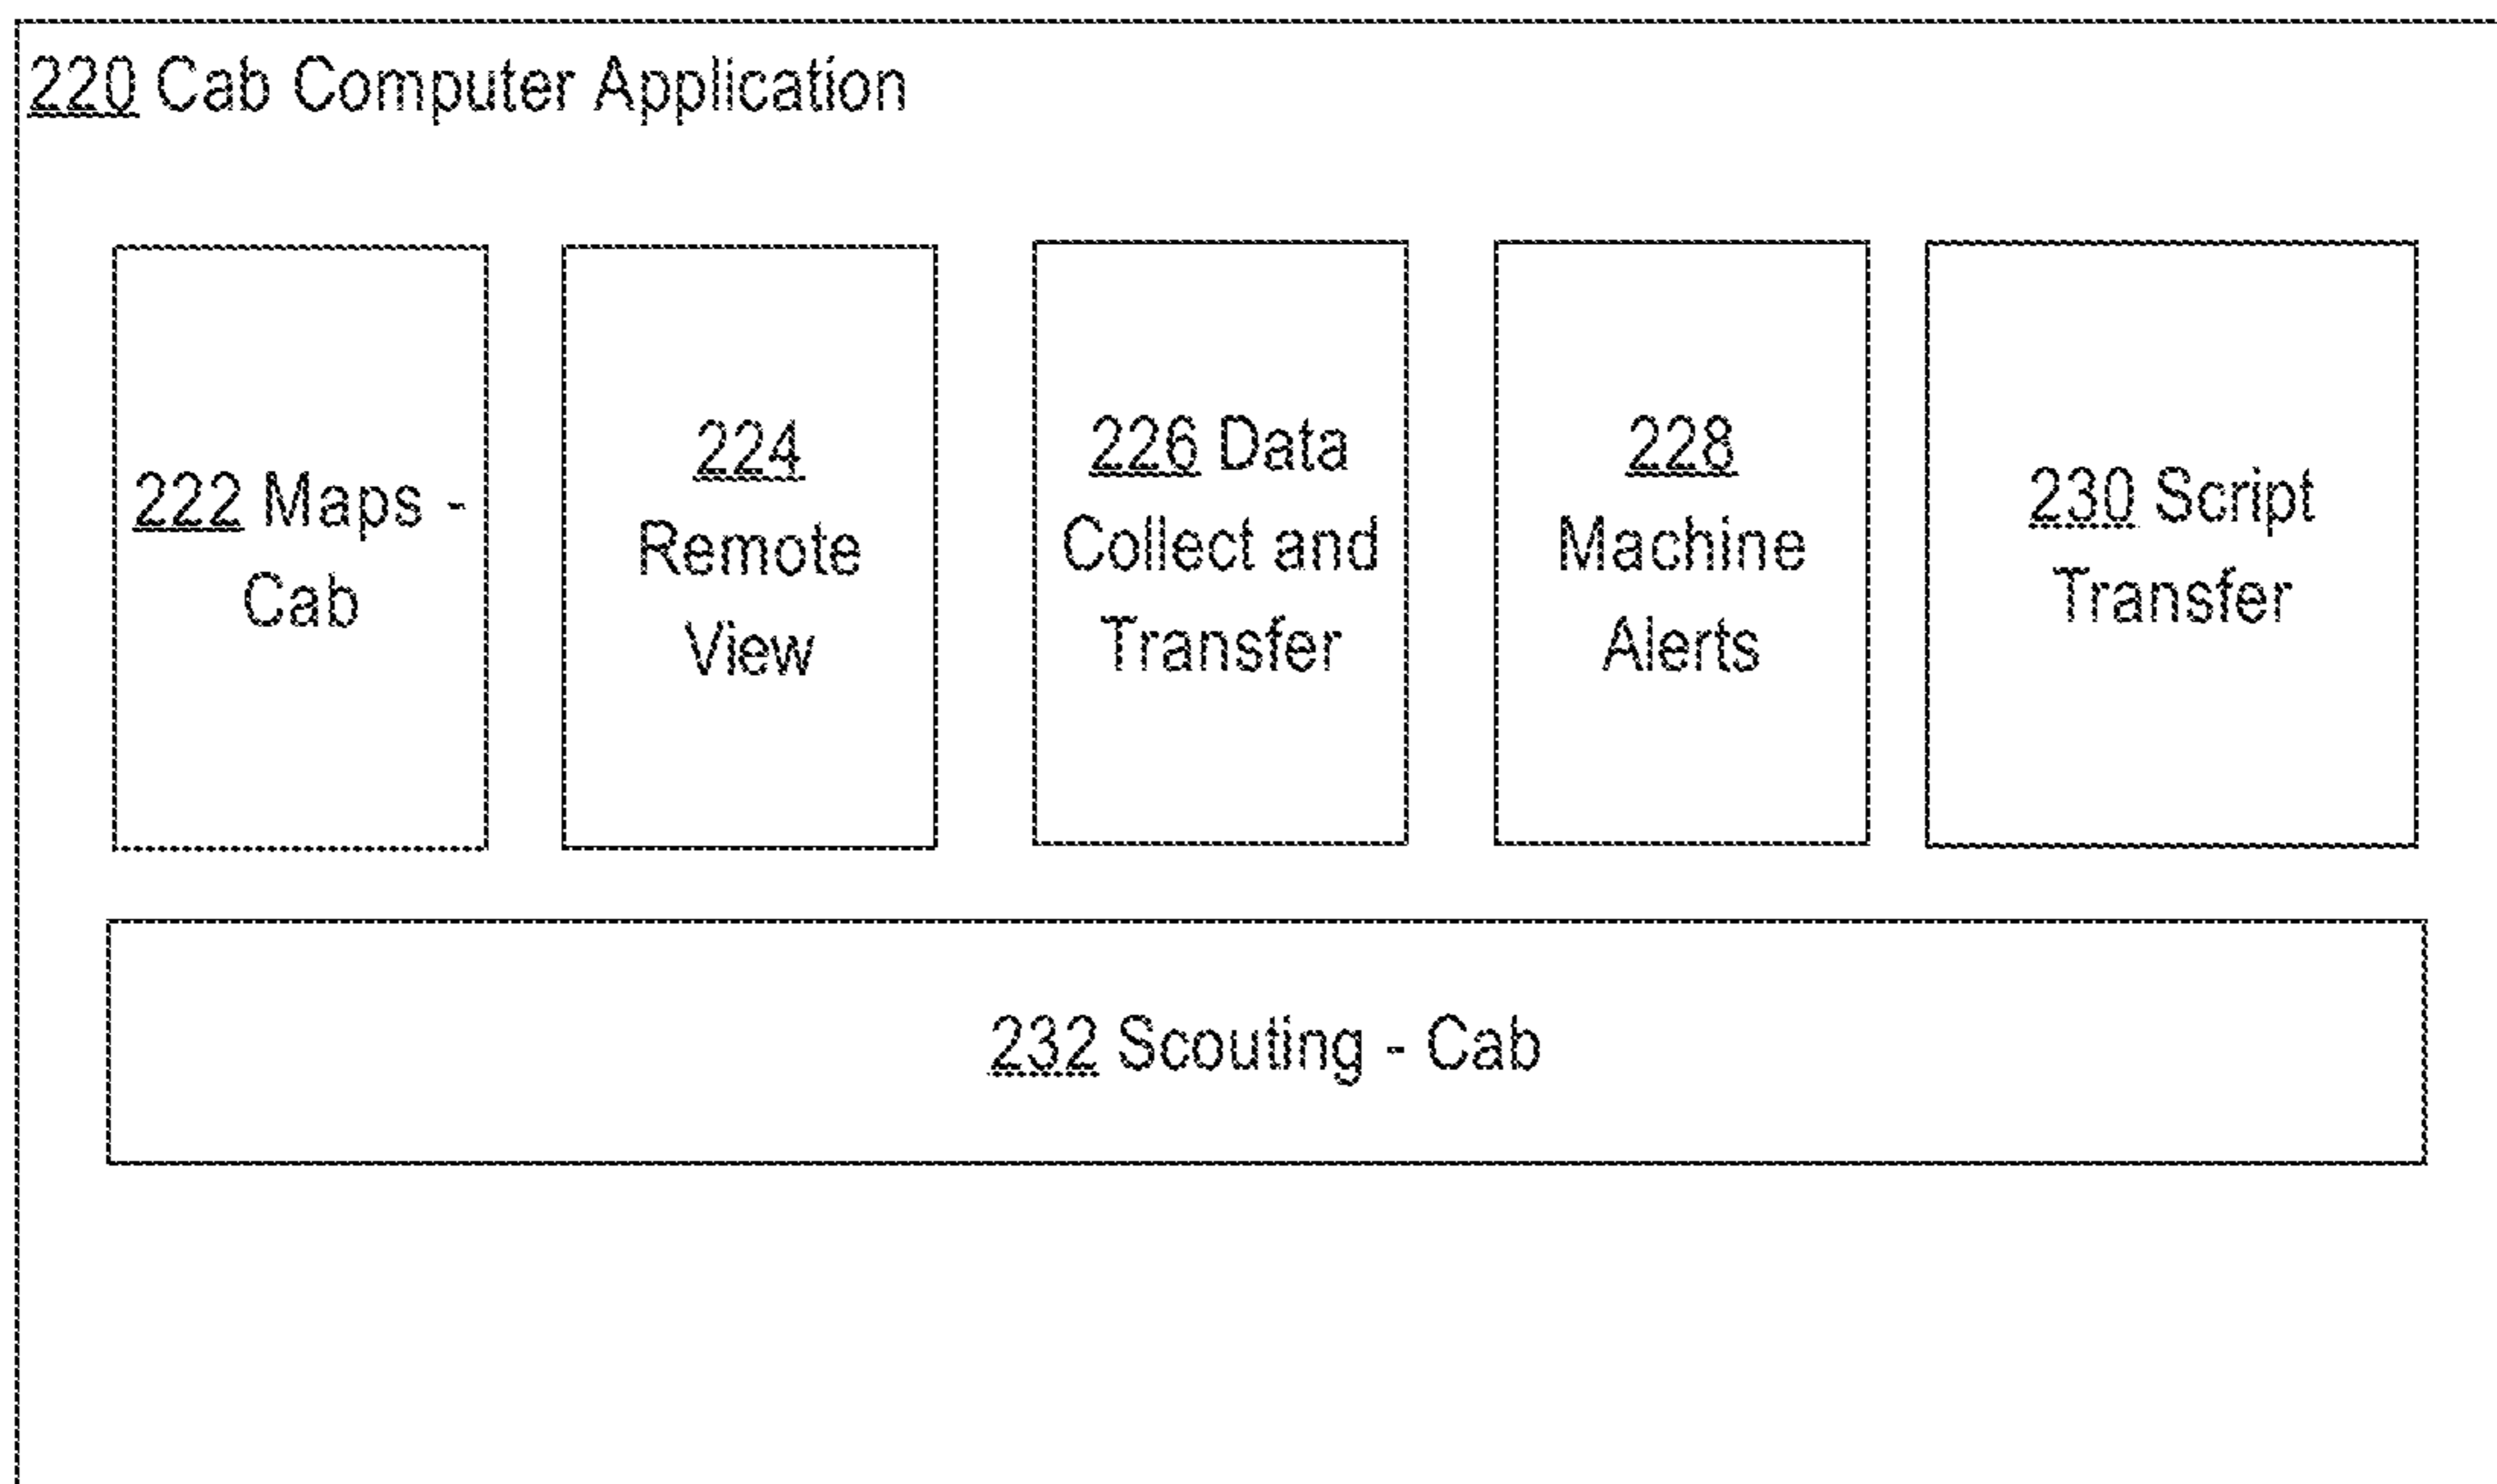 220 Cab Computer Application
222 Maps -
Cab
224
Remote
View
226 Data
Collect and
Transfer
228
Machine
Alerts
230 Script
Transfer
232 Scouting - Cab